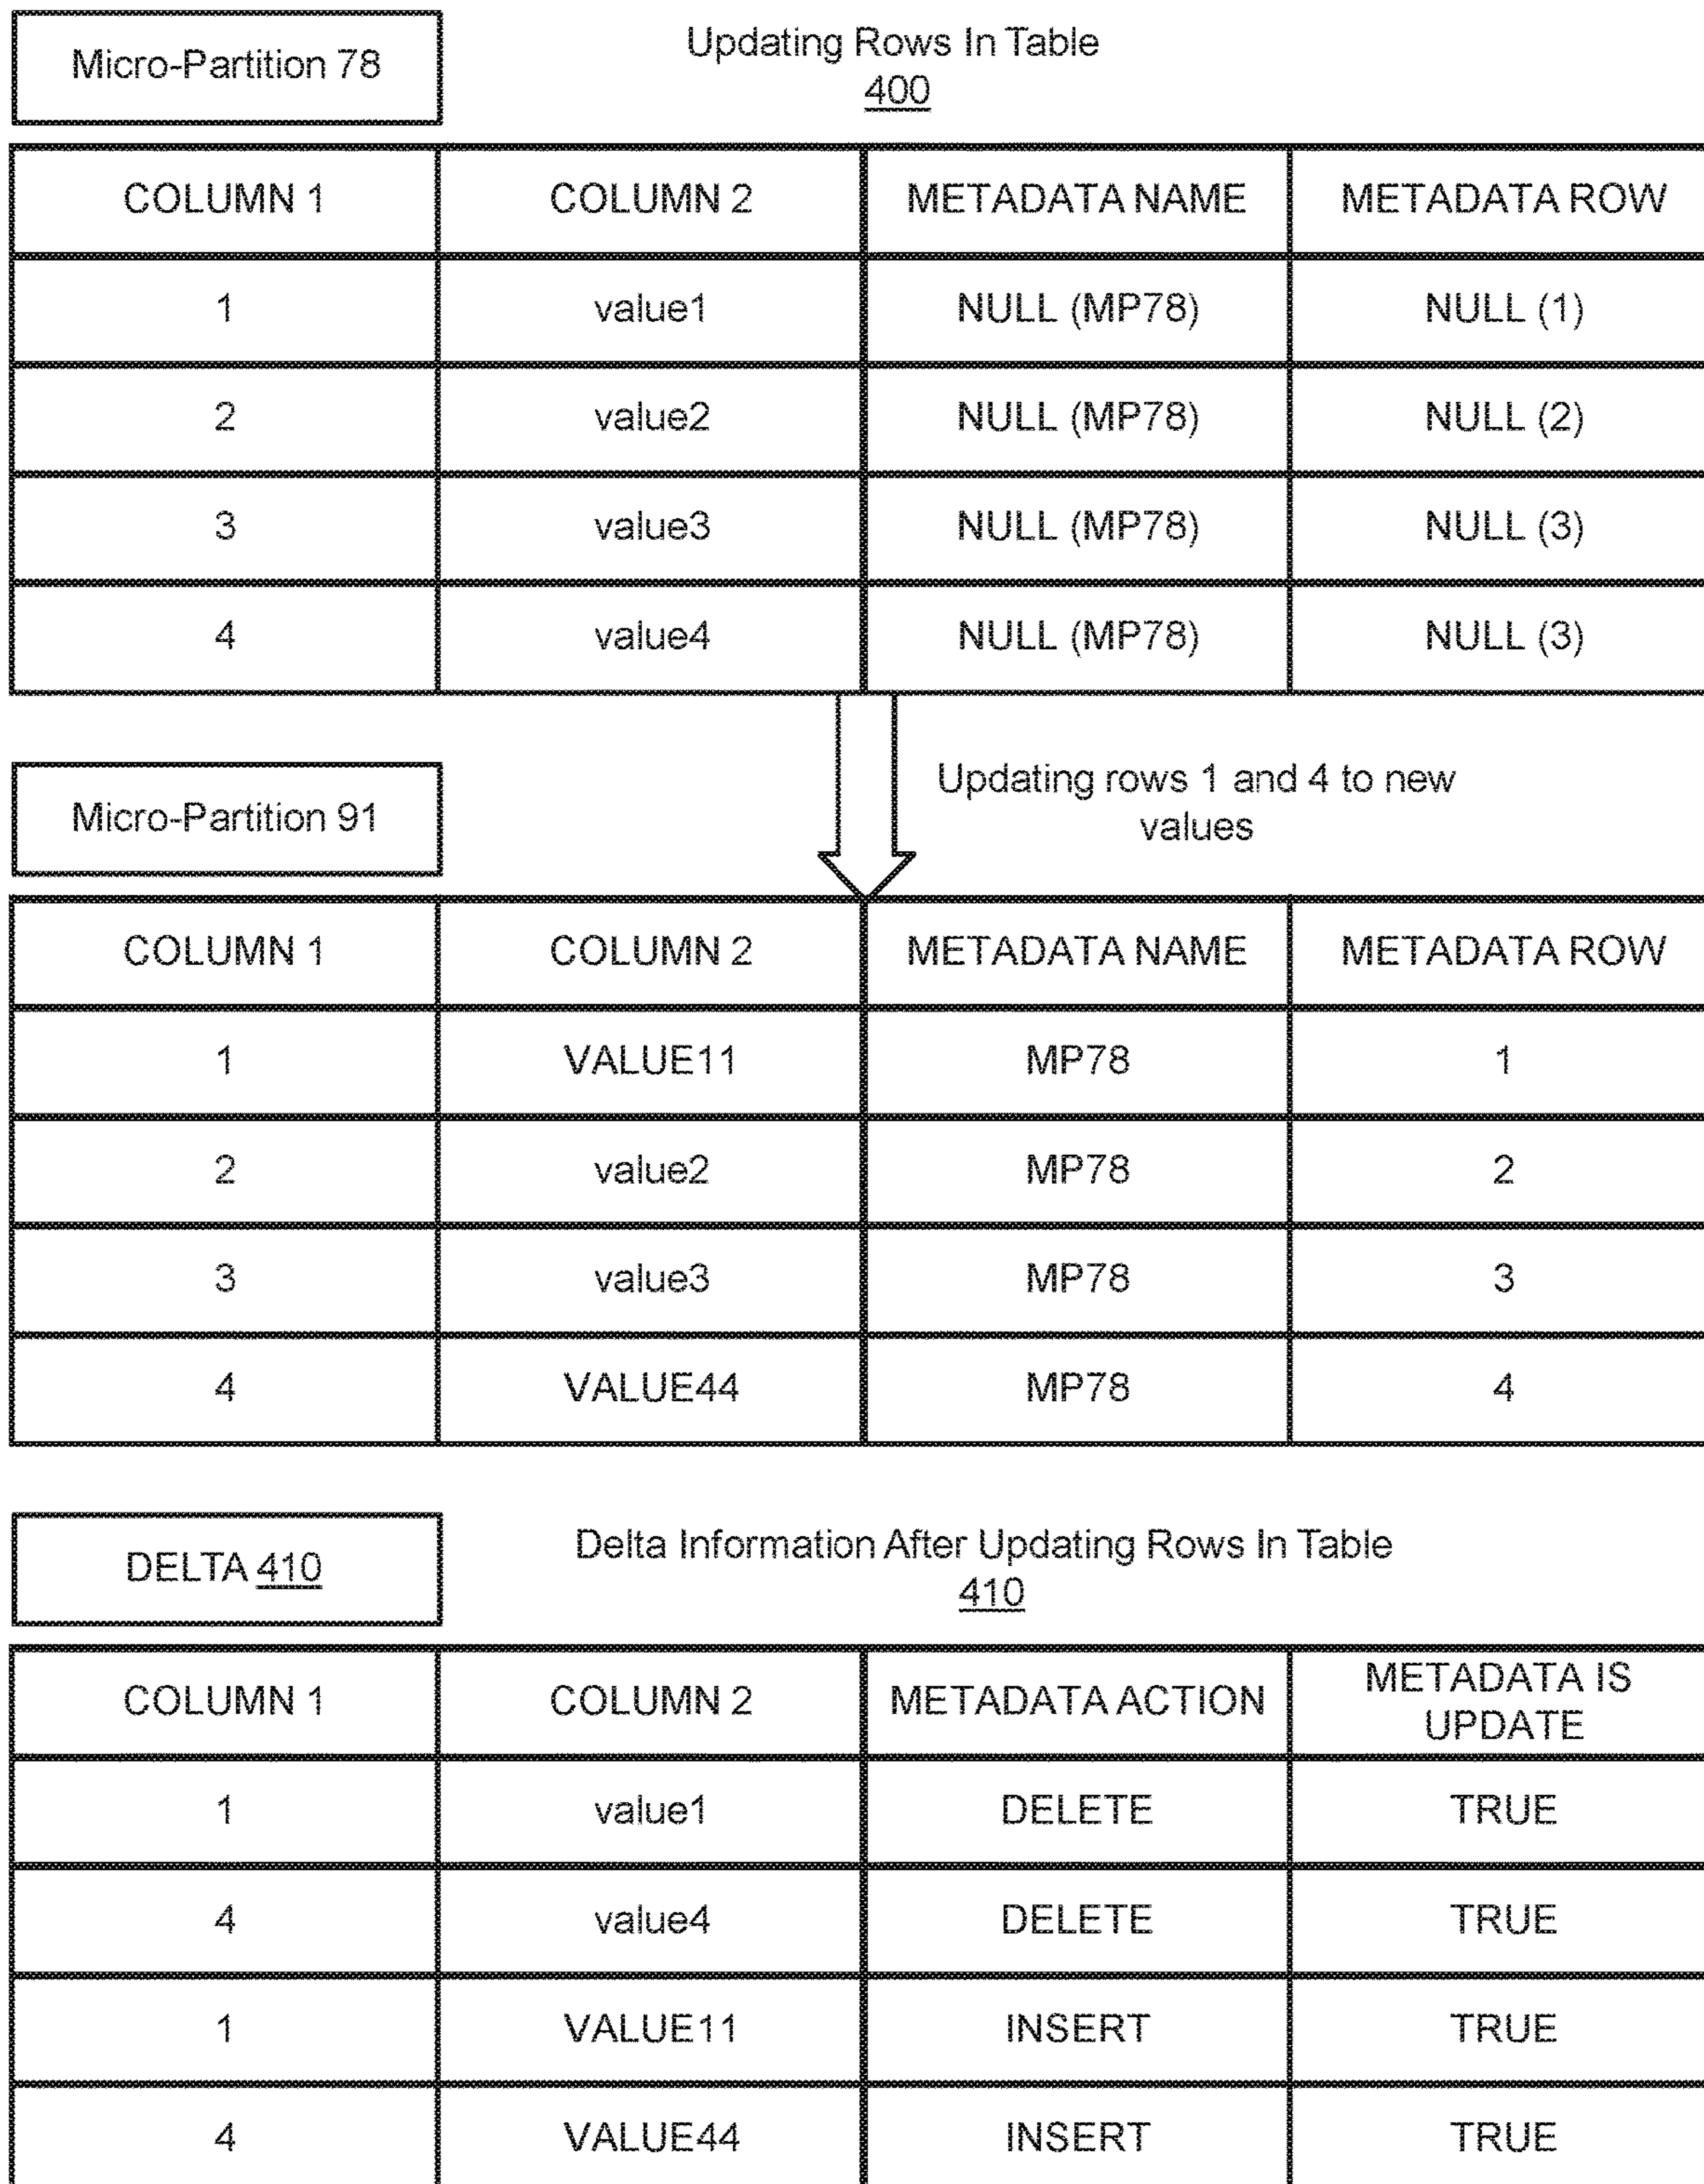 Micro-Partition 78
Updating Rows In Table
400
COLUMN 1 COLUMN 2 METADATA NAME METADATA ROW
1 value1 NULL (MP78) NULL (1)
2 value2 NULL (MP78) NULL (2)
3 value3 NULL (MP78) NULL (3)
4 value4 NULL (MP78) NULL (3)
Updating rows 1 and 4 to new
values
Micro-Partition 91
COLUMN 1 COLUMN 2 METADATA NAME METADATA ROW
1 VALUE11 MP78 1
2 value2 MP78 2
3 value3 MP78 3
4 VALUE44 MP78 4
DELTA 410
Delta Information After Updating Rows In Table
410
COLUMN 1 COLUMN 2 METADATA ACTION METADATA IS
UPDATE
1 value1 DELETE TRUE
4 value4 DELETE TRUE
1 VALUE11 INSERT TRUE
4 VALUE44 INSERT TRUE